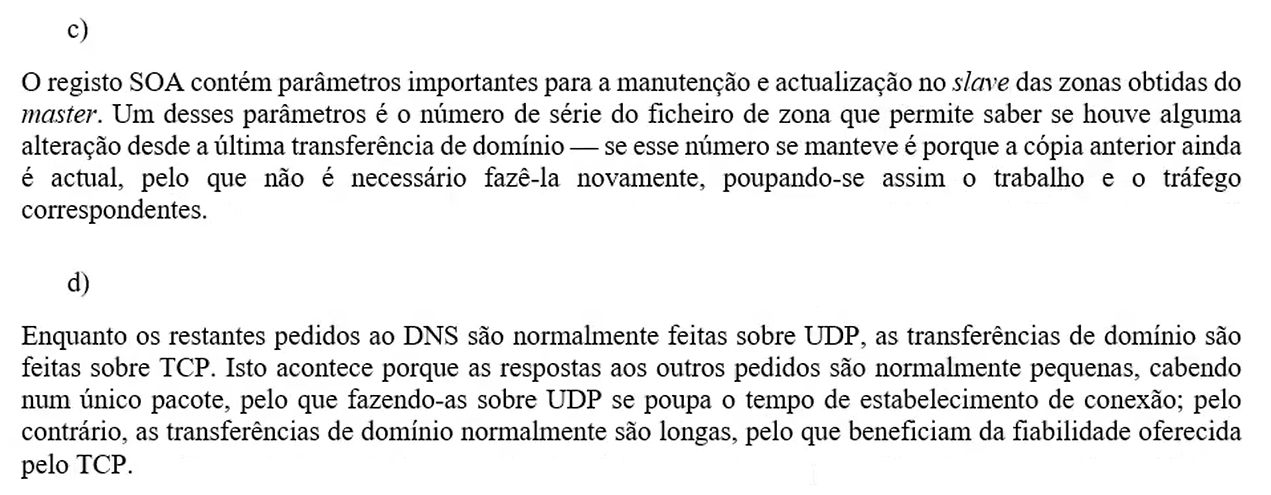 c)
O registo SOA contém parâmetros importantes para a manutenção e actualização no slave das zonas obtidas do
master. Um desses parâmetros é o número de série do ficheiro de zona que permite saber se houve alguma
alteração desde a última transferência de domínio — se esse número se manteve é porque a cópia anterior ainda
é actual, pelo que não é necessário fazê-la novamente, poupando-se assim o trabalho e o tráfego
correspondentes.
d)
Enquanto os restantes pedidos ao DNS são normalmente feitas sobre UDP, as transferências de domínio são
feitas sobre TCP. Isto acontece porque as respostas aos outros pedidos são normalmente pequenas, cabendo
num único pacote, pelo que fazendo-as sobre UDP se poupa o tempo de estabelecimento de conexão; pelo
contrário, as transferências de domínio normalmente são longas, pelo que beneficiam da fiabilidade oferecida
pelo TCP.